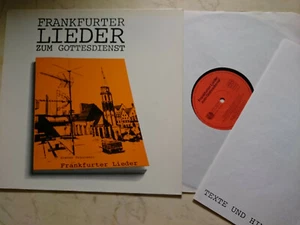 FRANKFURTER
LIEDER
ZUM GOTTESDIENST
Frankfurter Lieder
TEXTE UND HI